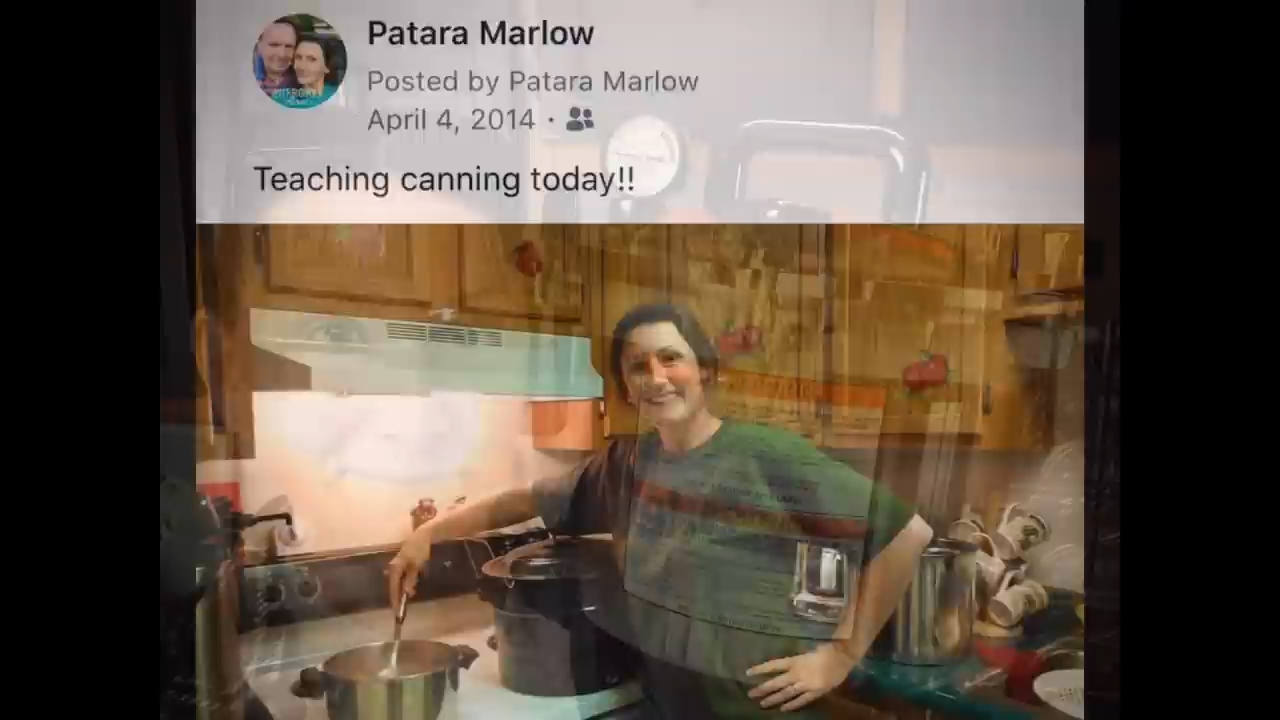 Patara Marlow
Posted by Patara Marlow
April 4, 2014 ·
Teaching canning today!!